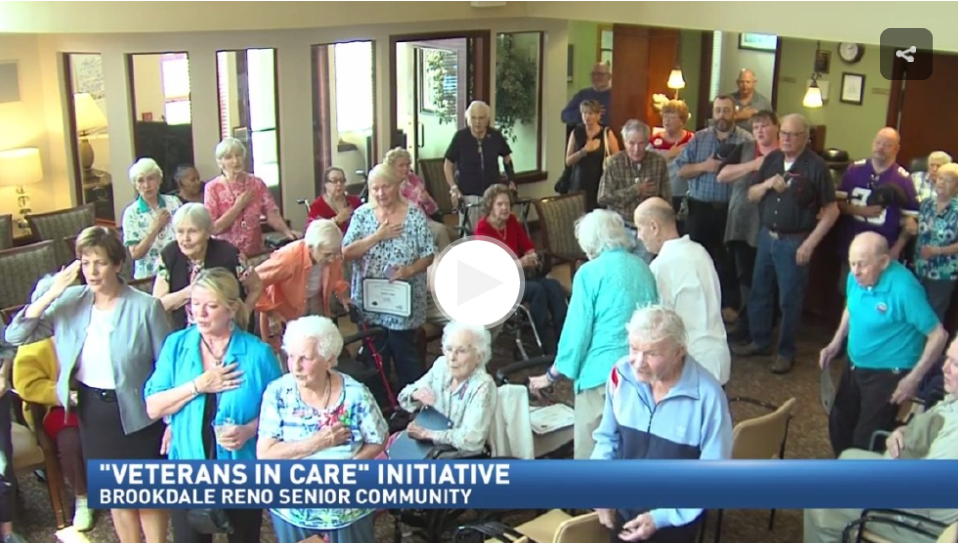 "VETERANS IN CARE" INITIATIVE
BROOKDALE RENO SENIOR COMMUNITY